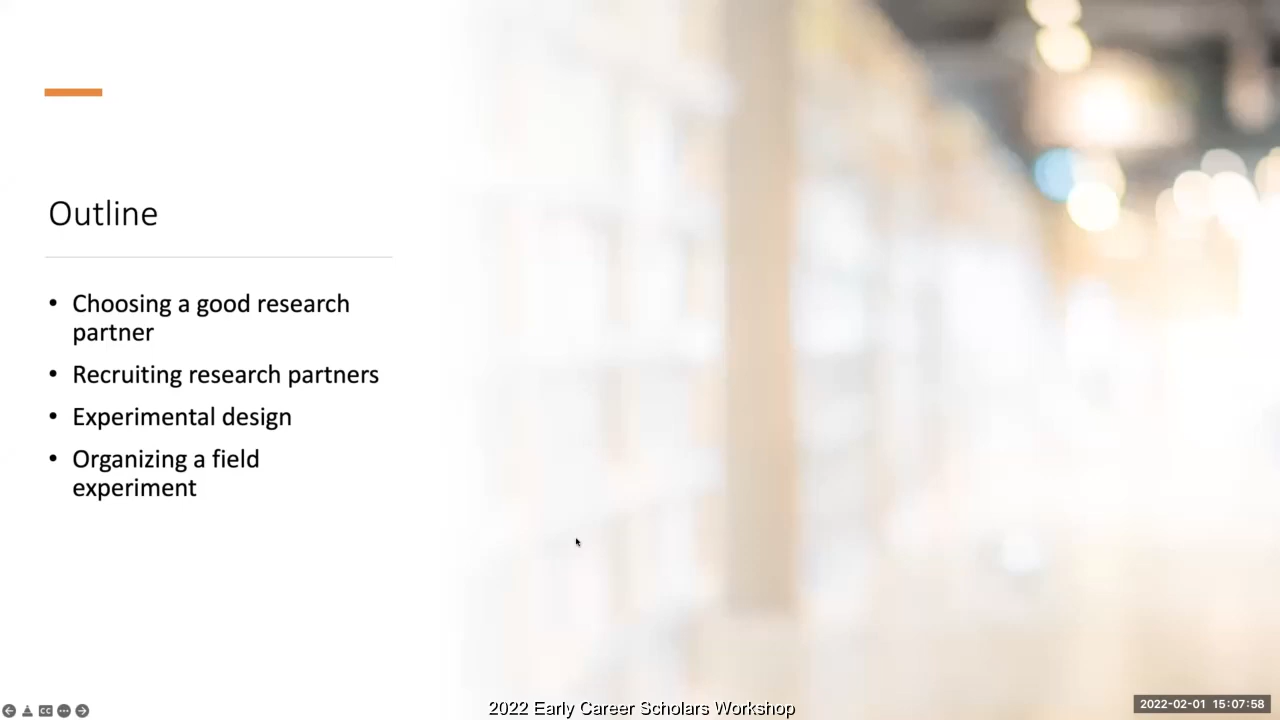 Outline
• Choosing a good research
partner
• Recruiting research partners
• Experimental design
• Organizing a field
experiment
CC
2022 Early Career Scholars Workshop
2022-02-01 15:07:58